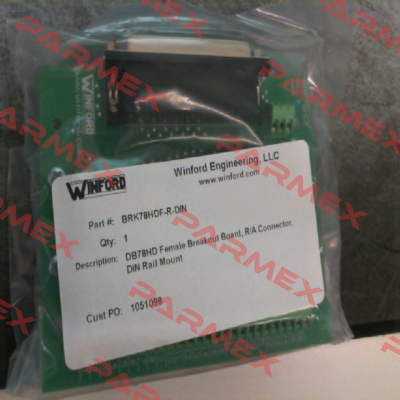 PARMEX
WINFORD
WINFORD
Winford Engineering, LLC
www.winford.com
Part #: BRK78HDF-R-DIN
Qty: 1
Description: DB78HD Female Breakout Board, R/A Connector,
DIN Rail Mount
Cust PO: 1051098
PARMEX
PARMEX
PARMEX
PARMEX